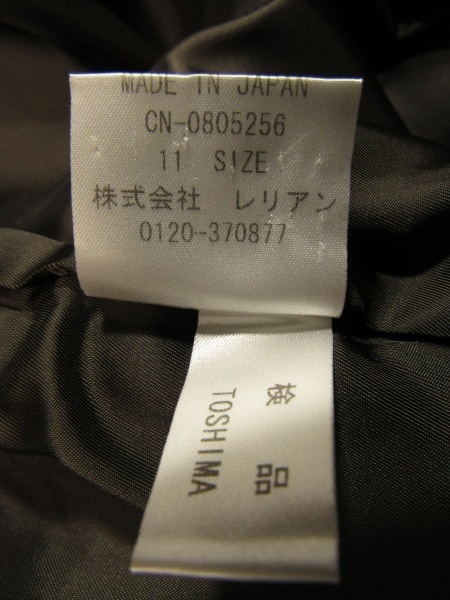 MADE IN JAPAN
CN-0805256
11 SIZE
株式会社 レリアン
0120-370877
検品
TOSHIMA